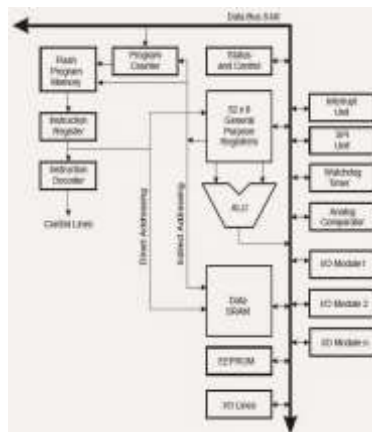 Data Bus 8-bit
Flash
Program
Memory
Program
Counter
Status
and Control
Instruction
Register
32 x 8
General
Purpose
Registers
Interrupt
Unit
SPI
Unit
Instruction
Decoder
Watchdog
Timer
Control Lines
Direct Addressing
Indirect Addressing
ALU
Analog
Comparator
I/O Module1
Data
SRAM
I/O Module 2
I/O Module n
EEPROM
I/O Lines